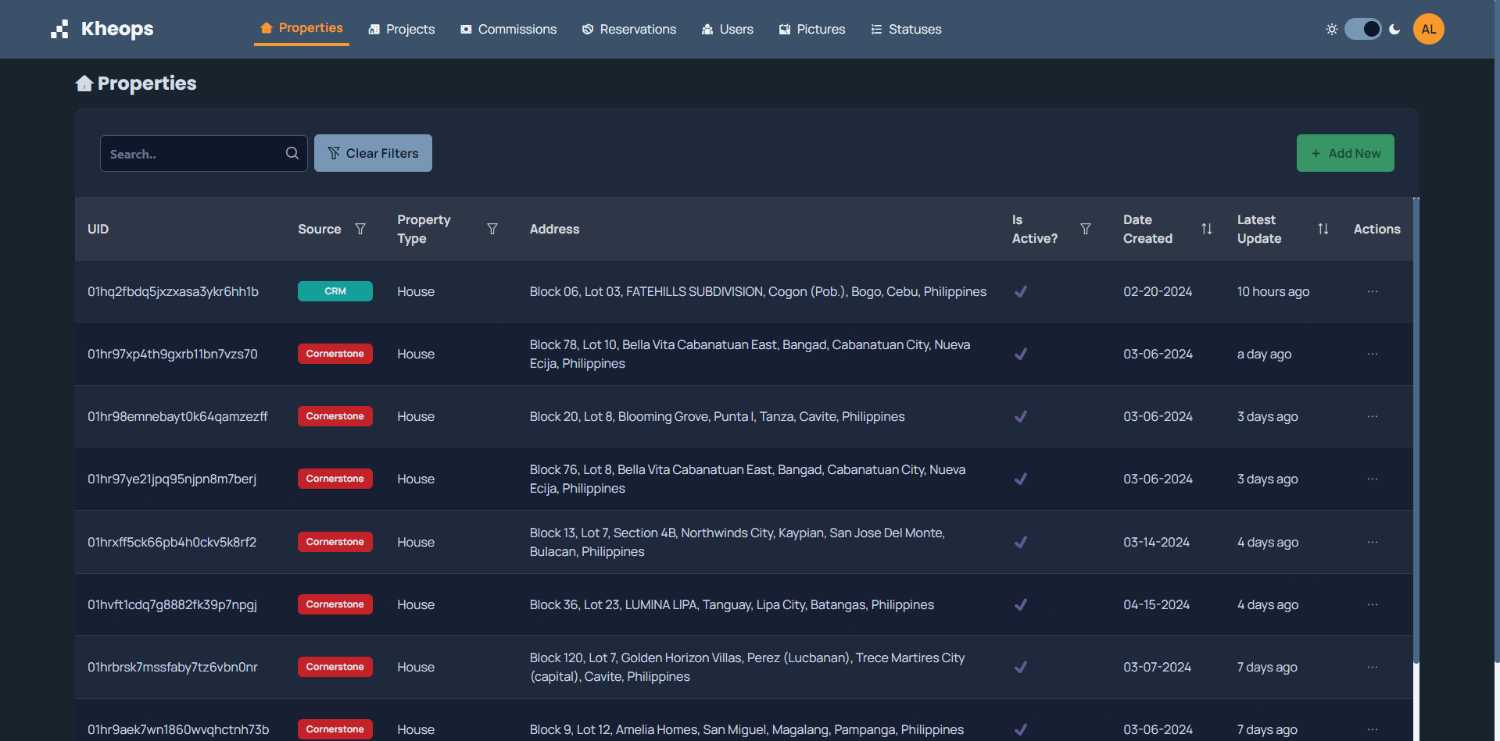 Kheops
Properties
Projects
Commissions
Reservations
Users
Pictures
Statuses
AL
Properties
Search..
Clear Filters
+ Add New
UID
Source
Property
Type
Address
Is
Active?
Date
Created
Latest
Update
Actions
01hq2fbdq5jxzxasa3ykr6hh1b
CRM
House
Block 06, Lot 03, FATEHILLS SUBDIVISION, Cogon (Pob.), Bogo, Cebu, Philippines
02-20-2024
10 hours ago
...
01hr97xp4th9gxrb11bn7vzs70
Cornerstone
House
Block 78, Lot 10, Bella Vita Cabanatuan East, Bangad, Cabanatuan City, Nueva
Ecija, Philippines
03-06-2024
a day ago
...
01hr98emnebayt0k64qamzezff
Cornerstone
House
Block 20, Lot 8, Blooming Grove, Punta I, Tanza, Cavite, Philippines
03-06-2024
3 days ago
...
01hr97ye21jpq95njpn8m7berj
Cornerstone
House
Block 76, Lot 8, Bella Vita Cabanatuan East, Bangad, Cabanatuan City, Nueva
Ecija, Philippines
03-06-2024
3 days ago
...
01hrxff5ck66pb4h0ckv5k8rf2
Cornerstone
House
Block 13, Lot 7, Section 4B, Northwinds City, Kaypian, San Jose Del Monte,
Bulacan, Philippines
03-14-2024
4 days ago
...
01hvft1cdq7g8882fk39p7npgj
Cornerstone
House
Block 36, Lot 23, LUMINA LIPA, Tanguay, Lipa City, Batangas, Philippines
04-15-2024
4 days ago
...
01hrbrsk7mssfaby7tz6vbn0nr
Cornerstone
House
Block 120, Lot 7, Golden Horizon Villas, Perez (Lucbanan), Trece Martires City
(capital), Cavite, Philippines
03-07-2024
7 days ago
...
01hr9aek7wn1860wvqhctnh73b
Cornerstone
House
Block 9, Lot 12, Amelia Homes, San Miguel, Magalang, Pampanga, Philippines
03-06-2024
7 days ago
...